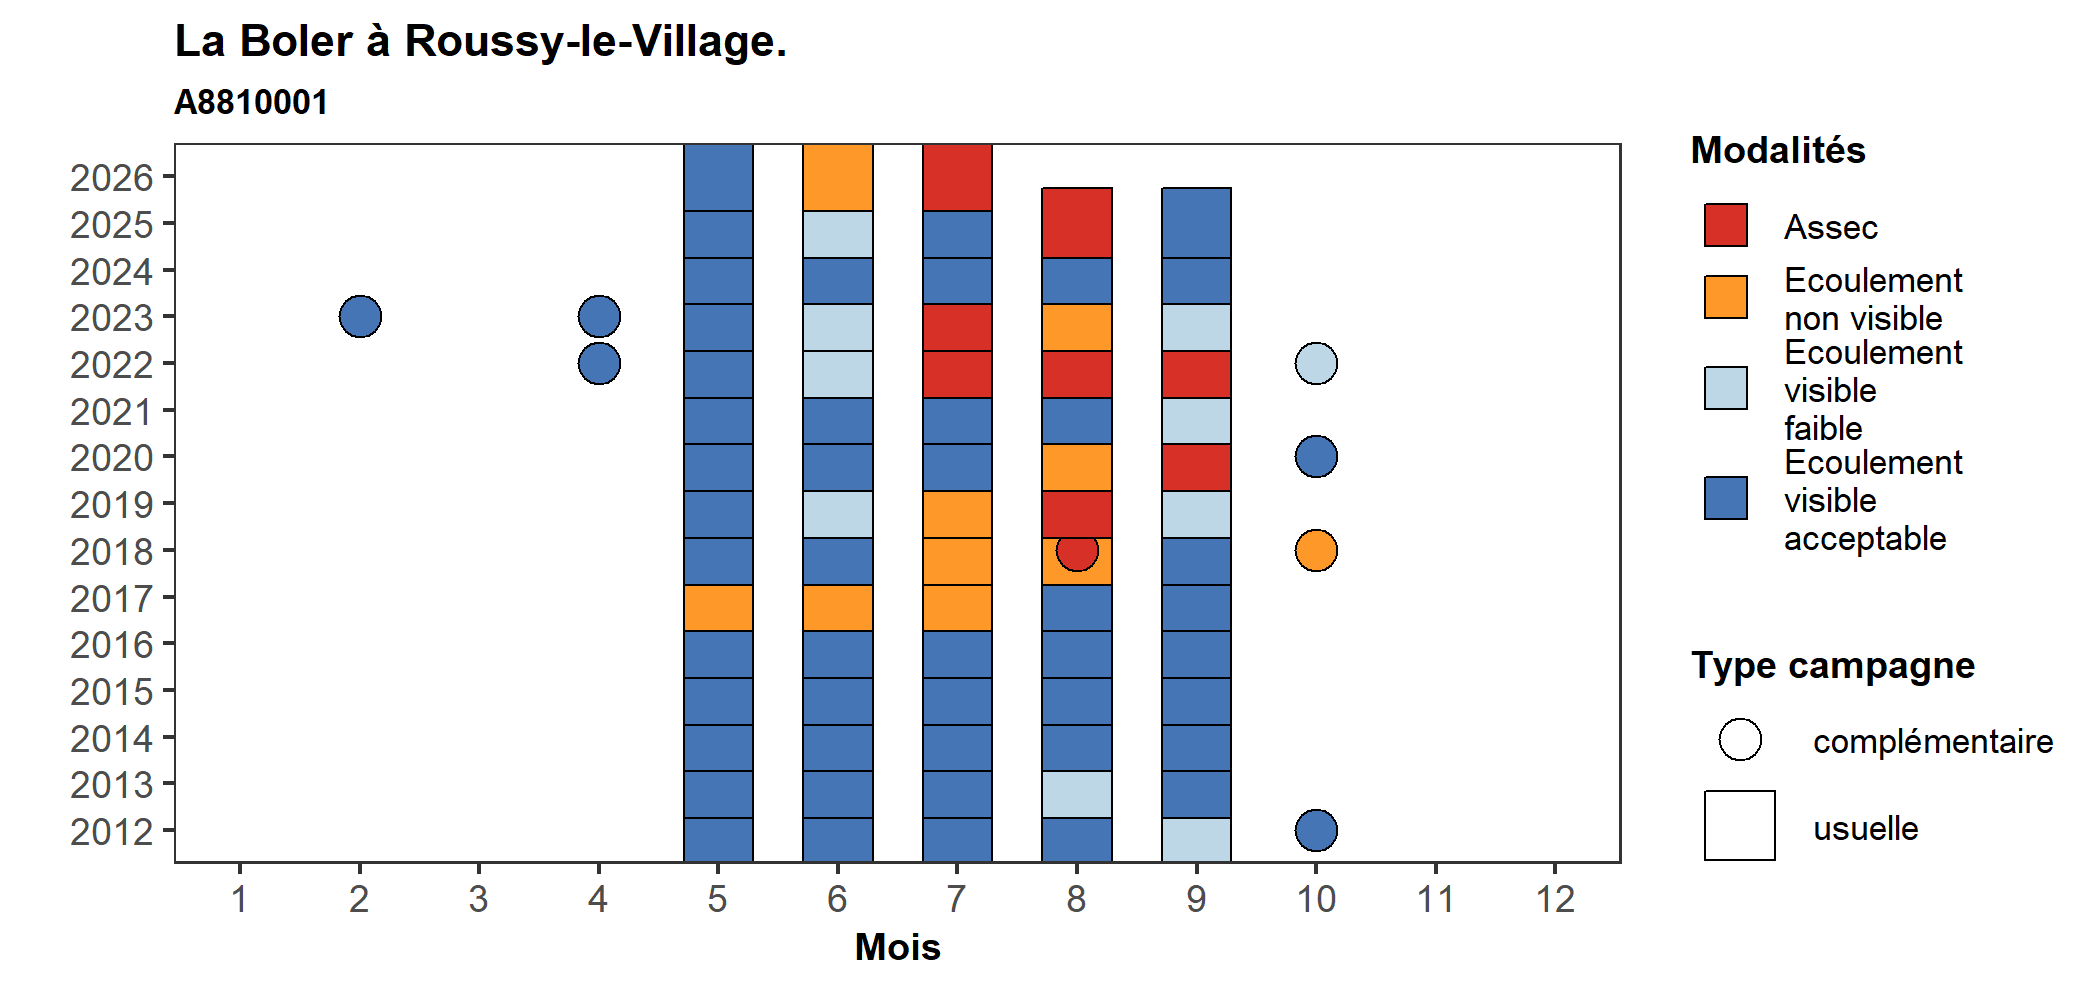 La Boler à Roussy-le-Village.
A8810001
2026
2025
2024
2023
2022
2021
2020
2019
2018
2017
2016
2015
2014
2013
2012
1 2 3 4 5 6 7 8 9 10 11 12
Mois
Modalités
Assec
Ecoulement
non visible
Ecoulement
visible
faible
Ecoulement
visible
acceptable
Type campagne
complémentaire
usuelle